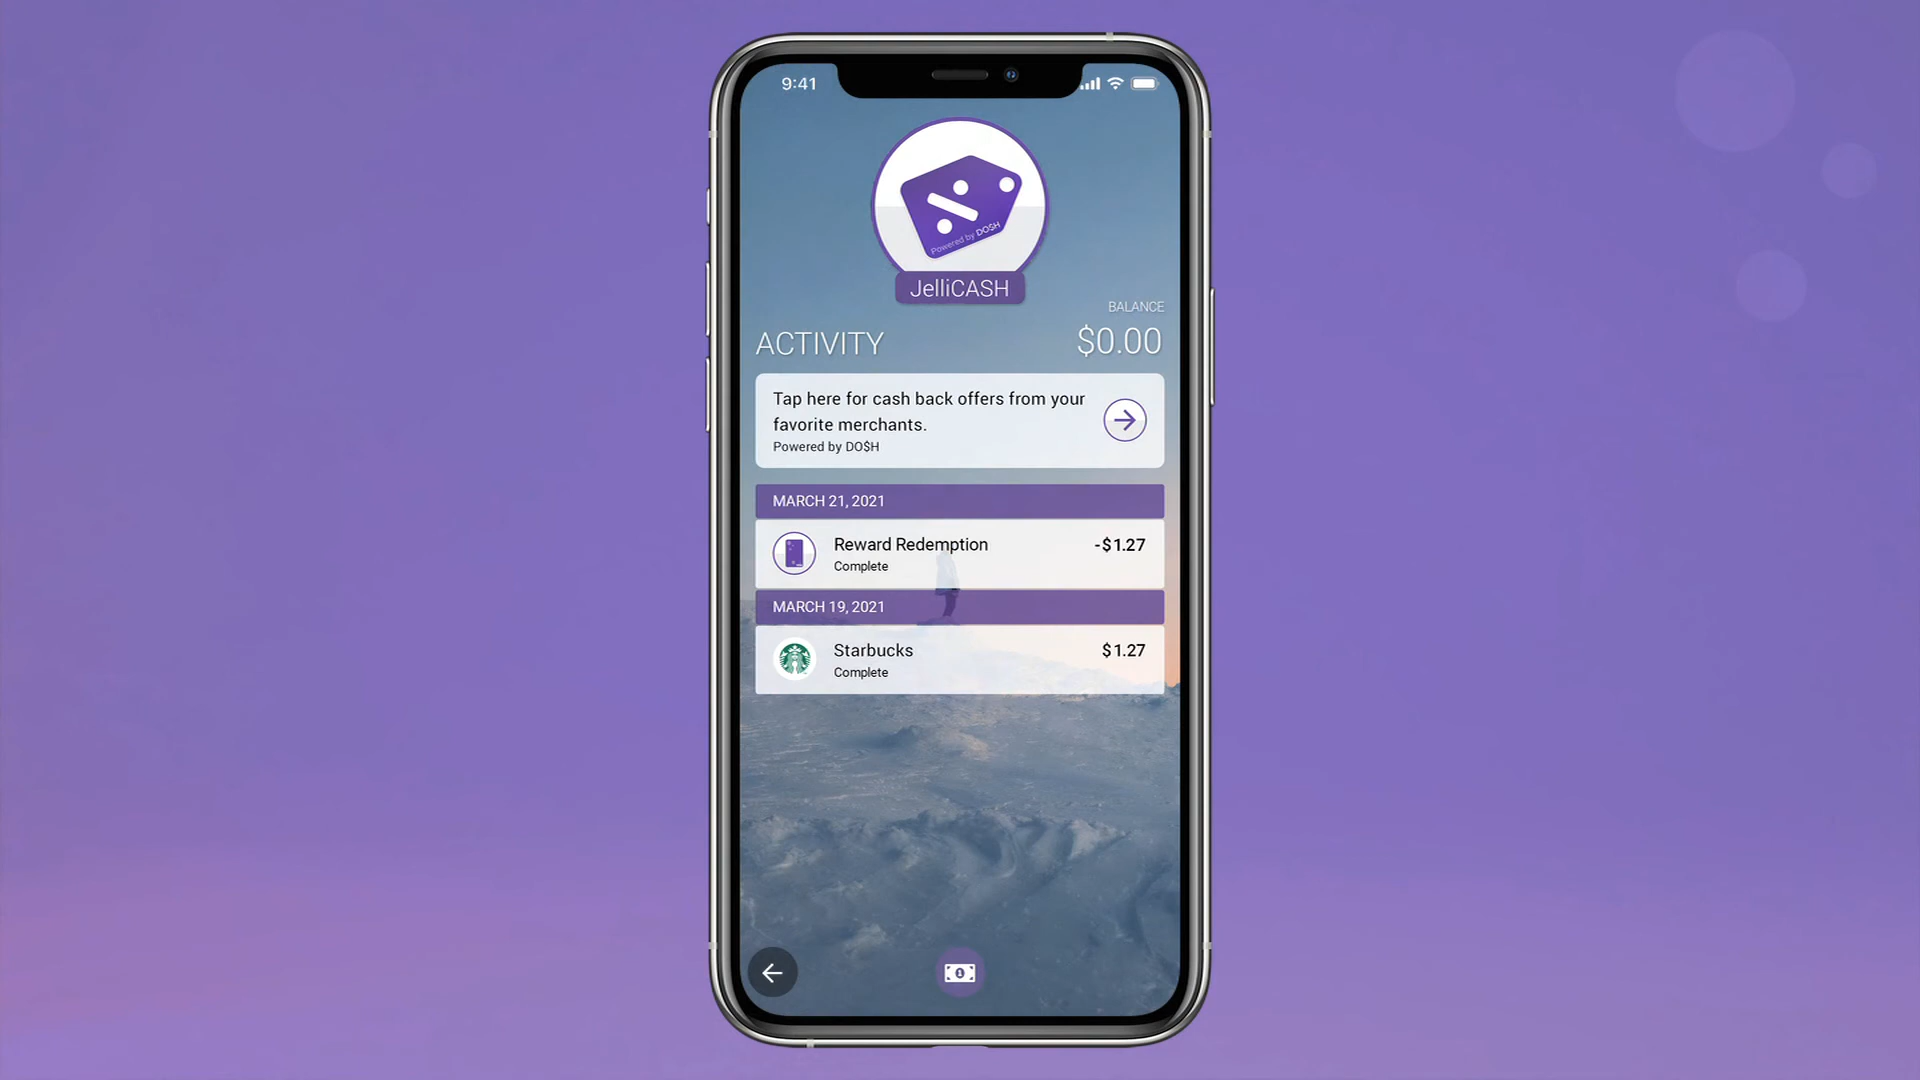 9:41
Powered by DO$H
JelliCASH
BALANCE
ACTIVITY
$0.00
Tap here for cash back offers from your
favorite merchants.
Powered by DO$H
MARCH 21, 2021
Reward Redemption
-$1.27
Complete
MARCH 19, 2021
Starbucks
$1.27
Complete